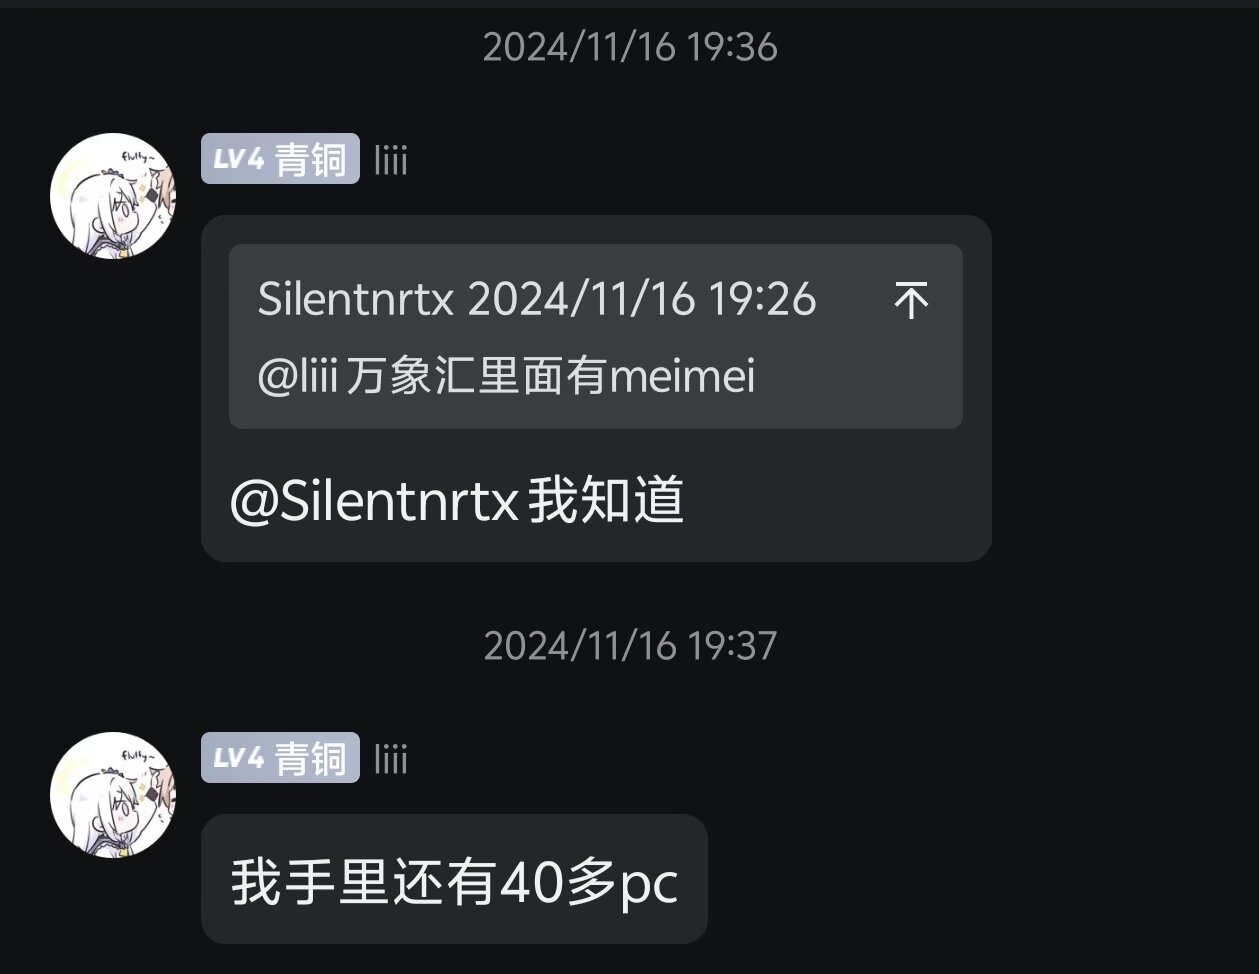 2024/11/16 19:36
fluffy~
LV4 青铜 liii
Silentnrtx 2024/11/16 19:26
@liii 万象汇里面有meimei
@Silentnrtx 我知道
2024/11/16 19:37
fluffy~
LV4 青铜 liii
我手里还有40多pc